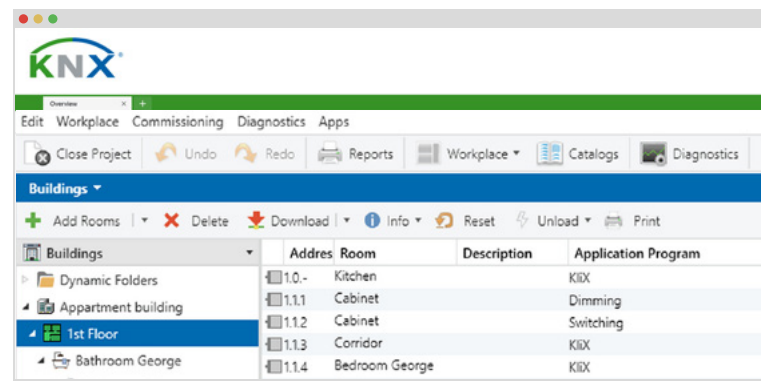 KNX
Overview × +
Edit Workplace Commissioning Diagnostics Apps
Close Project Undo Redo Reports Workplace Catalogs Diagnostics
Buildings
Add Rooms Delete Download Info Reset Unload Print
Buildings Addres Room Description Application Program
Dynamic Folders 1.0.- Kitchen KliX
Appartment building 1.1.1 Cabinet Dimming
1.1.2 Cabinet Switching
1st Floor 1.1.3 Corridor KliX
Bathroom George 1.1.4 Bedroom George KliX